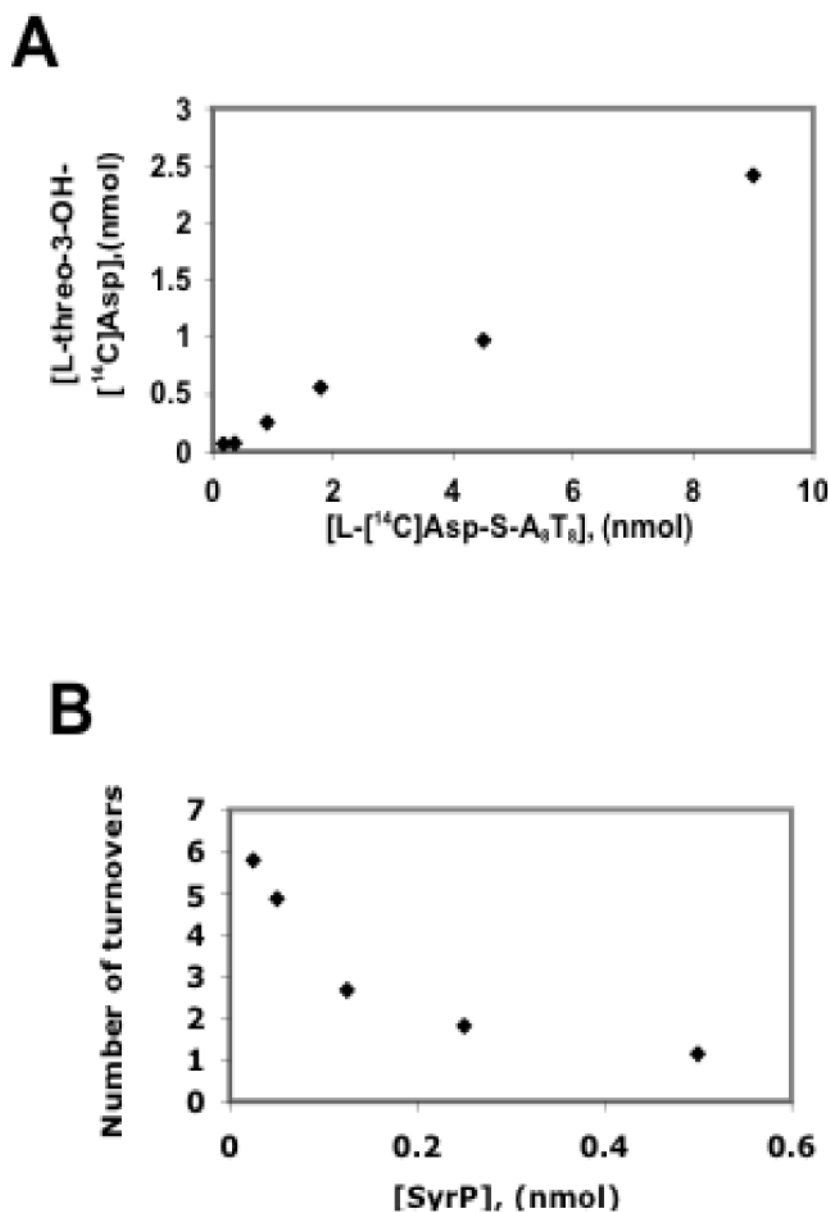 A
[L-threo-3-OH-
[¹⁴C]Asp],(nmol)
3
2.5
2
1.5
1
0.5
0
0 2 4 6 8 10
[L-[¹⁴C]Asp-S-A₈T₈], (nmol)
B
Number of turnovers
7
6
5
4
3
2
1
0
0 0.2 0.4 0.6
[SyrP], (nmol)